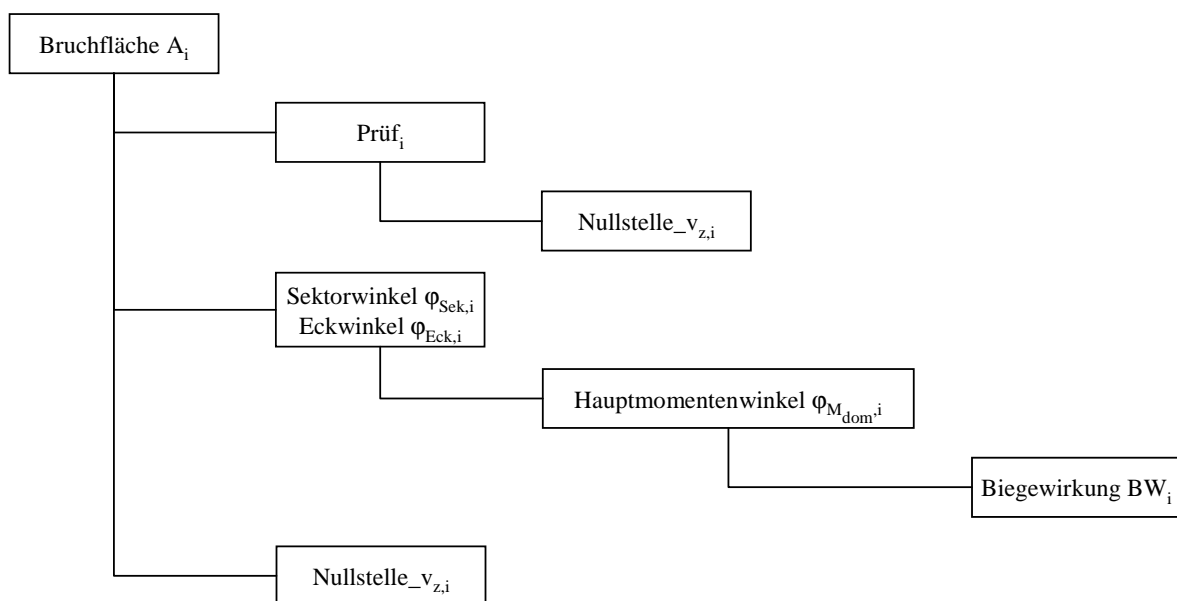 Bruchfläche A_i
Prüf_i
Nullstelle_v_z,i
Sektorwinkel φ_Sek,i
Eckwinkel φ_Eck,i
Hauptmomentenwinkel φ_M_dom,i
Biegewirkung BW_i
Nullstelle_v_z,i